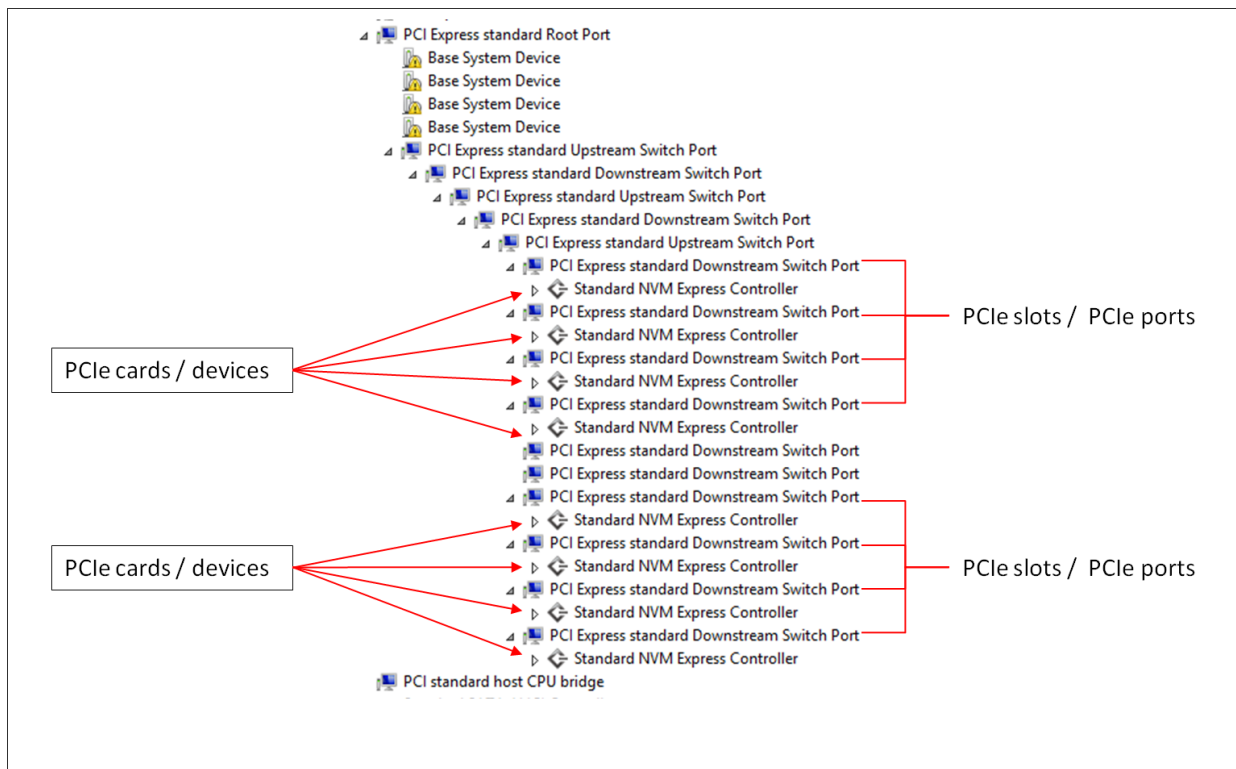 PCI Express standard Root Port
Base System Device
Base System Device
Base System Device
Base System Device
PCI Express standard Upstream Switch Port
PCI Express standard Downstream Switch Port
PCI Express standard Upstream Switch Port
PCI Express standard Downstream Switch Port
PCI Express standard Upstream Switch Port
PCI Express standard Downstream Switch Port
Standard NVM Express Controller
PCI Express standard Downstream Switch Port
PCIe slots / PCIe ports
Standard NVM Express Controller
PCI Express standard Downstream Switch Port
PCIe cards / devices
Standard NVM Express Controller
PCI Express standard Downstream Switch Port
Standard NVM Express Controller
PCI Express standard Downstream Switch Port
PCI Express standard Downstream Switch Port
PCI Express standard Downstream Switch Port
Standard NVM Express Controller
PCI Express standard Downstream Switch Port
PCIe cards / devices
Standard NVM Express Controller
PCIe slots / PCIe ports
PCI Express standard Downstream Switch Port
Standard NVM Express Controller
PCI Express standard Downstream Switch Port
Standard NVM Express Controller
PCI standard host CPU bridge